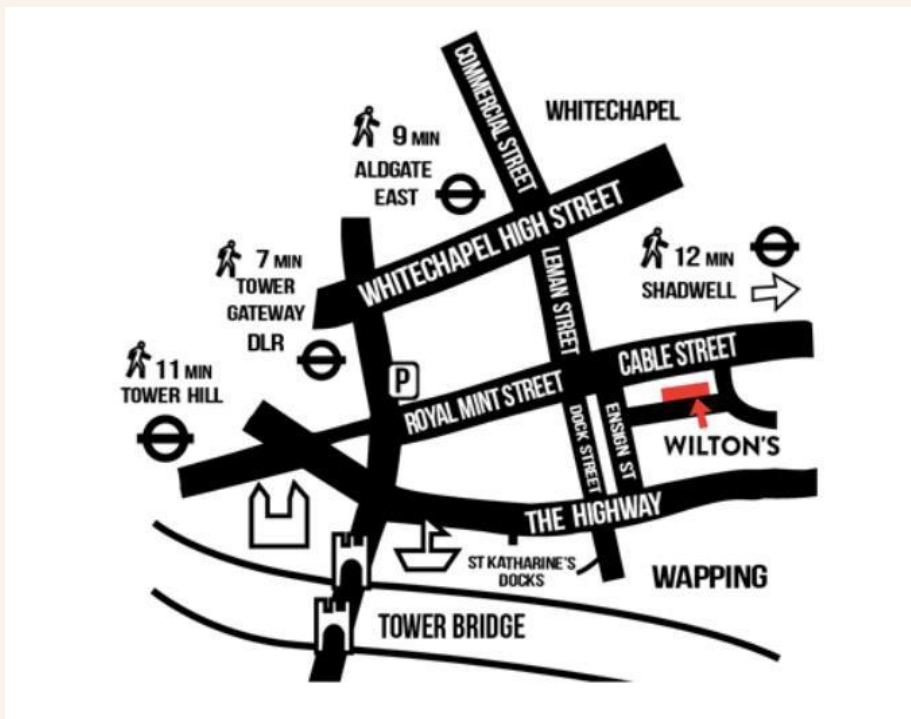 COMMERCIAL STREET
WHITECHAPEL
9 MIN
ALDGATE
EAST
WHITECHAPEL HIGH STREET
7 MIN
TOWER
GATEWAY
DLR
LEMAN STREET
12 MIN
SHADWELL
11 MIN
TOWER HILL
P
ROYAL MINT STREET
CABLE STREET
DOCK STREET
ENSIGN ST
WILTON'S
THE HIGHWAY
ST KATHARINE'S
DOCKS
WAPPING
TOWER BRIDGE